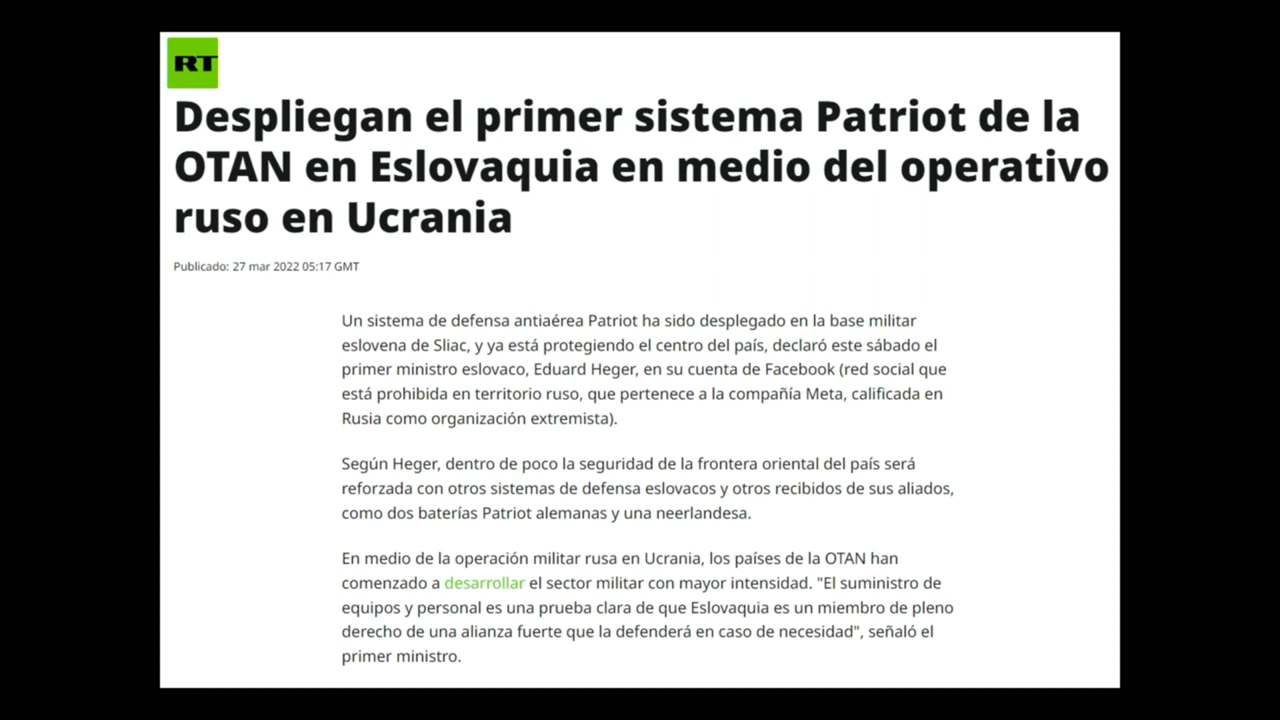 RT
Despliegan el primer sistema Patriot de la
OTAN en Eslovaquia en medio del operativo
ruso en Ucrania
Publicado: 27 mar 2022 05:17 GMT
Un sistema de defensa antiaérea Patriot ha sido desplegado en la base militar
eslovena de Sliac, y ya está protegiendo el centro del país, declaró este sábado el
primer ministro eslovaco, Eduard Heger, en su cuenta de Facebook (red social que
está prohibida en territorio ruso, que pertenece a la compañía Meta, calificada en
Rusia como organización extremista).
Según Heger, dentro de poco la seguridad de la frontera oriental del país será
reforzada con otros sistemas de defensa eslovacos y otros recibidos de sus aliados,
como dos baterías Patriot alemanas y una neerlandesa.
En medio de la operación militar rusa en Ucrania, los países de la OTAN han
comenzado a desarrollar el sector militar con mayor intensidad. "El suministro de
equipos y personal es una prueba clara de que Eslovaquia es un miembro de pleno
derecho de una alianza fuerte que la defenderá en caso de necesidad", señaló el
primer ministro.